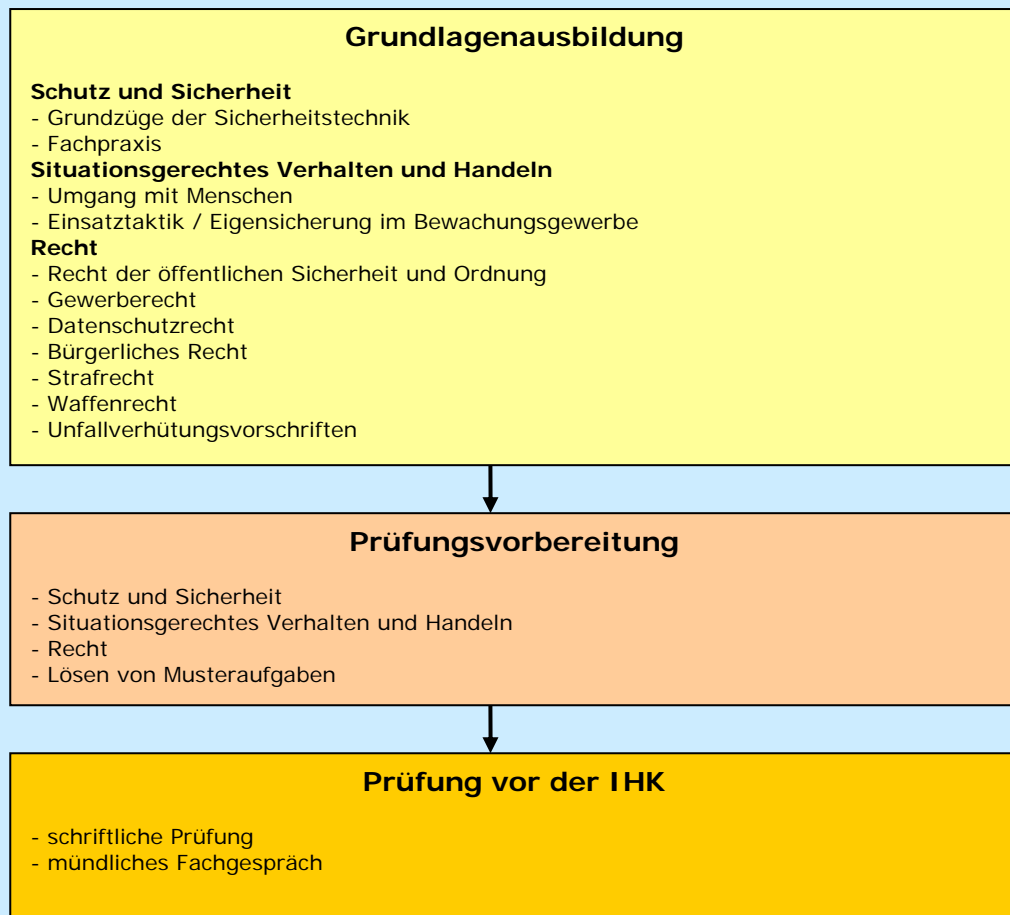 Grundlagenausbildung
Schutz und Sicherheit
- Grundzüge der Sicherheitstechnik
- Fachpraxis
Situationsgerechtes Verhalten und Handeln
- Umgang mit Menschen
- Einsatztaktik / Eigensicherung im Bewachungsgewerbe
Recht
- Recht der öffentlichen Sicherheit und Ordnung
- Gewerberecht
- Datenschutzrecht
- Bürgerliches Recht
- Strafrecht
- Waffenrecht
- Unfallverhütungsvorschriften
Prüfungsvorbereitung
- Schutz und Sicherheit
- Situationsgerechtes Verhalten und Handeln
- Recht
- Lösen von Musteraufgaben
Prüfung vor der IHK
- schriftliche Prüfung
- mündliches Fachgespräch